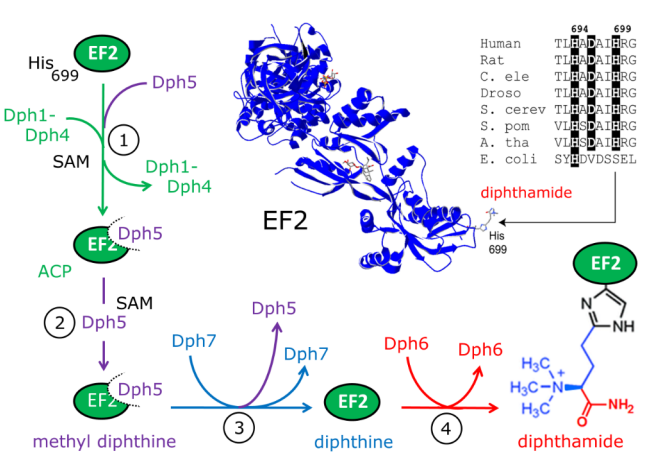 EF2
His
699
Dph5
Dph1-
Dph4
1
SAM
Dph1-
Dph4
EF2
Dph5
ACP
SAM
2
Dph5
EF2
Dph5
methyl diphthine
Dph7
Dph5
Dph7
3
EF2
diphthine
Dph6
Dph6
4
EF2
694 699
Human TLHADAIHRG
Rat TLHADAIHRG
C. ele TLHADAIHRG
Droso TLHADAIHRG
S. cerev TLHADAIHRG
S. pom VLHSDAIHRG
A. tha VLHSDAIHRG
E. coli SYHDVDSSEL
diphthamide
His
699
EF2
N
NH
H₃C
H₃C
N+
H₃C
O
NH₂
diphthamide